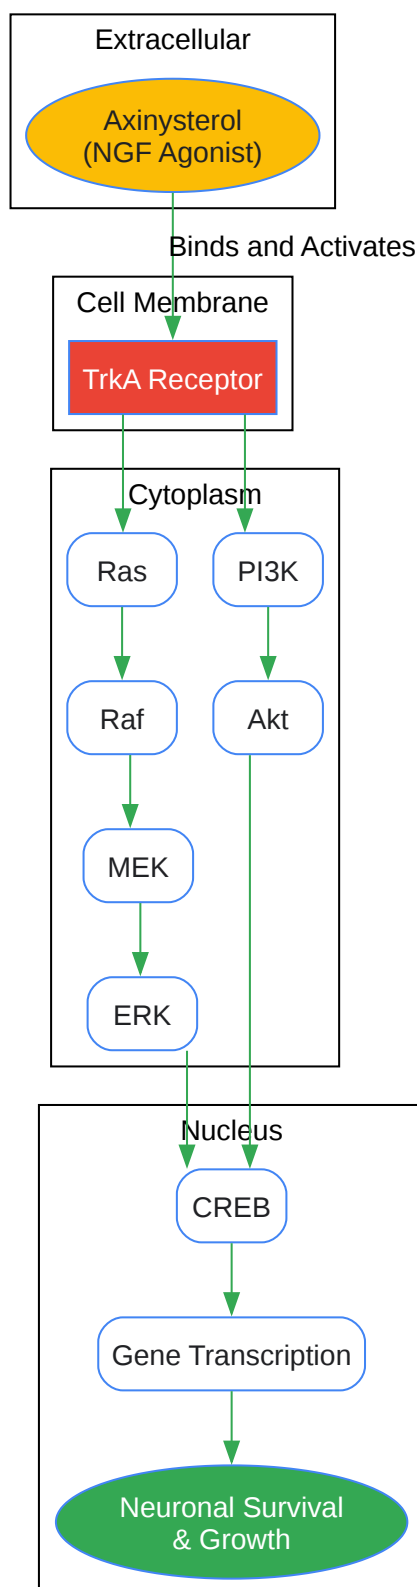 Extracellular
Axinysterol
(NGF Agonist)
Binds and Activates
Cell Membrane
TrkA Receptor
Cytoplasm
Ras
PI3K
Raf
Akt
MEK
ERK
Nucleus
CREB
Gene Transcription
Neuronal Survival
& Growth